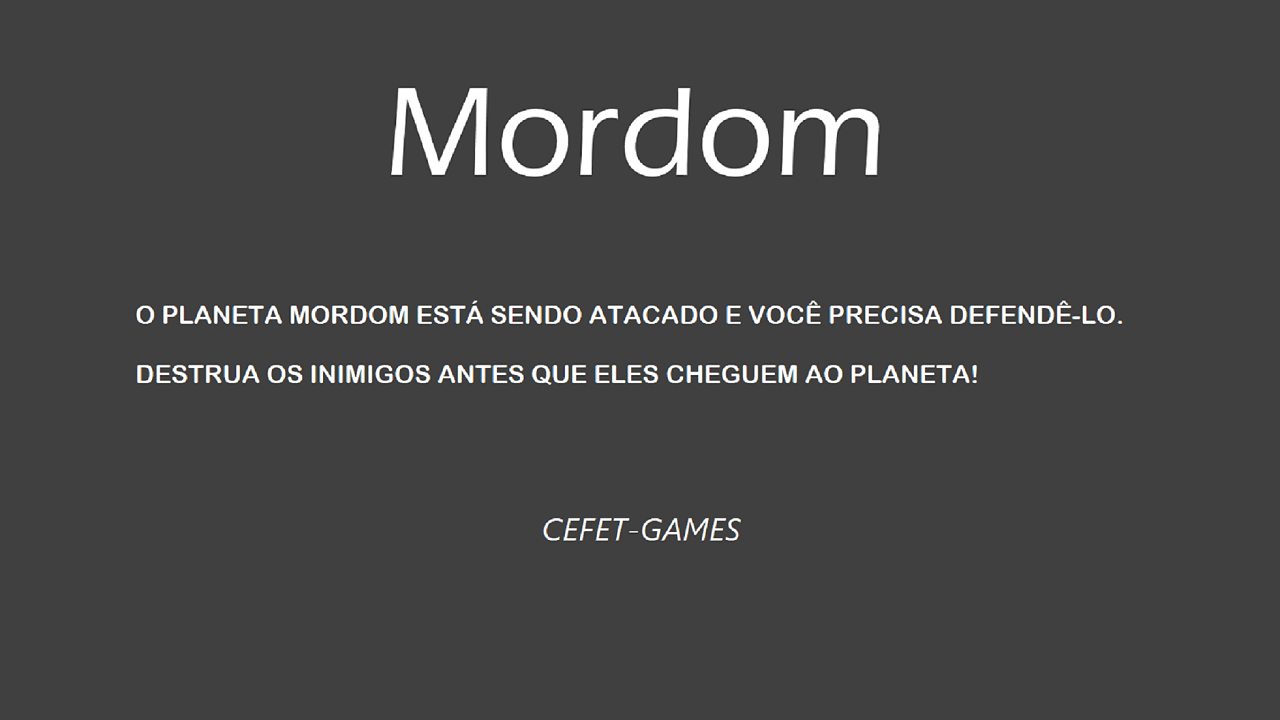 Mordom
O PLANETA MORDOM ESTÁ SENDO ATACADO E VOCÊ PRECISA DEFENDÊ-LO.
DESTRUA OS INIMIGOS ANTES QUE ELES CHEGUEM AO PLANETA!
CEFET-GAMES